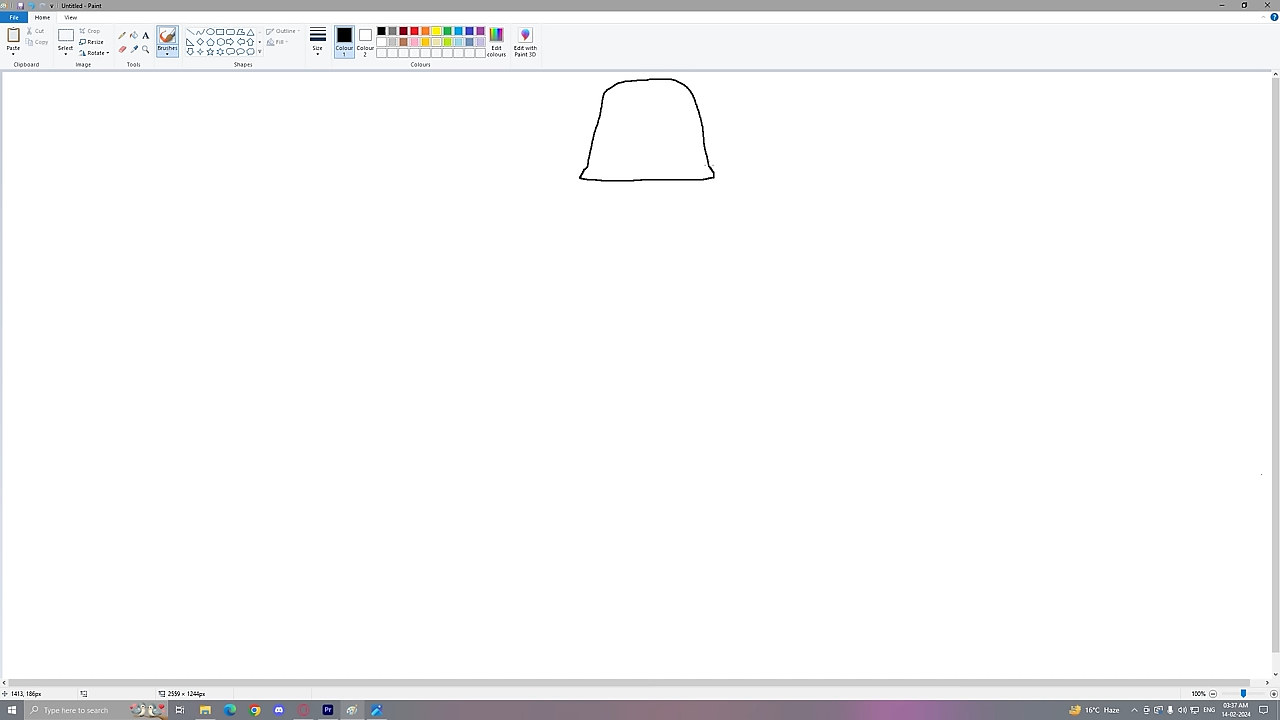 Untitled - Paint
File Home View
Paste
Cut
Copy
Clipboard
Select
Crop
Resize
Rotate
Image
Tools
Brushes
Shapes
Outline
Fill
Size
Colour 1
Colour 2
Colours
Edit colours
Edit with Paint 3D
1413, 186px
2559 × 1244px
100%
Type here to search
Pr
16°C Haze
ENG
03:37 AM
14-02-2024